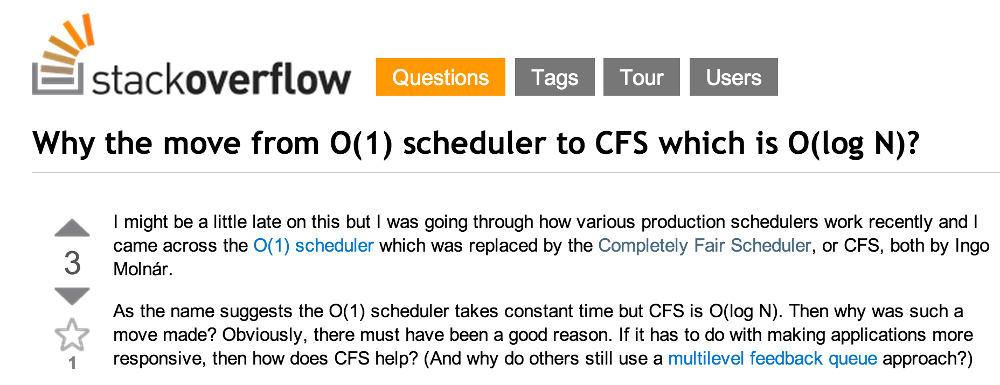 stackoverflow
Questions Tags Tour Users
Why the move from O(1) scheduler to CFS which is O(log N)?
I might be a little late on this but I was going through how various production schedulers work recently and I
came across the O(1) scheduler which was replaced by the Completely Fair Scheduler, or CFS, both by Ingo
Molnár.
3
As the name suggests the O(1) scheduler takes constant time but CFS is O(log N). Then why was such a
move made? Obviously, there must have been a good reason. If it has to do with making applications more
responsive, then how does CFS help? (And why do others still use a multilevel feedback queue approach?)
1